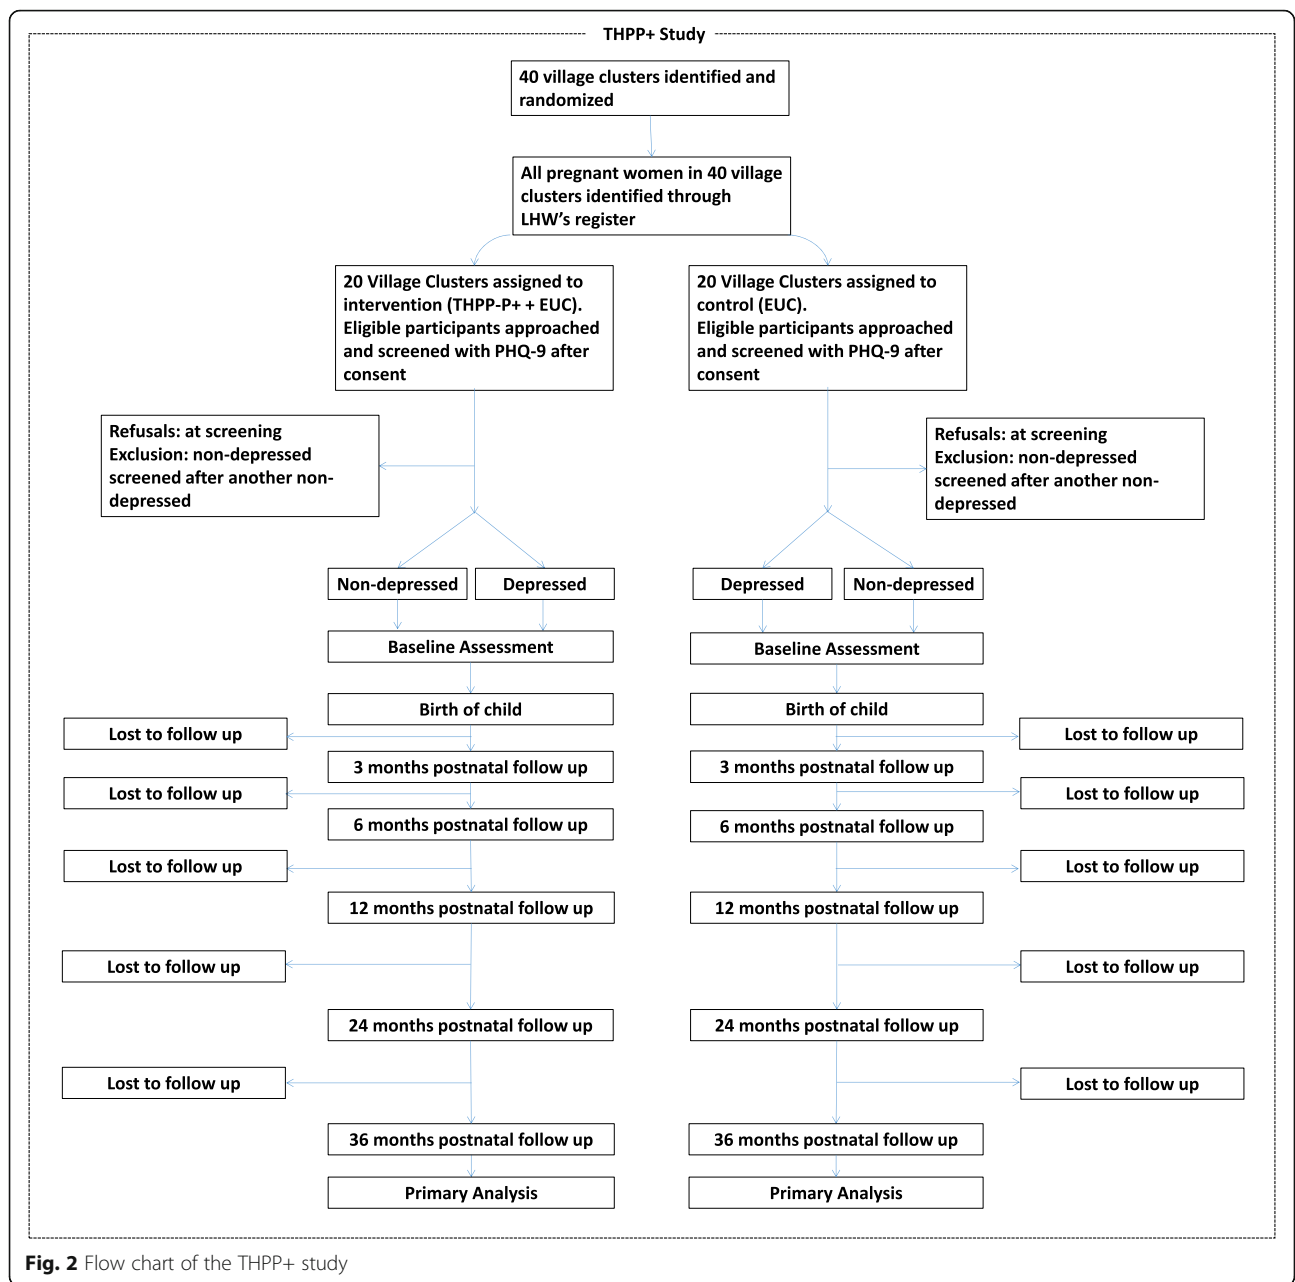 THPP+ Study
40 village clusters identified and
randomized
All pregnant women in 40 village
clusters identified through
LHW's register
20 Village Clusters assigned to
intervention (THPP-P+ + EUC).
Eligible participants approached
and screened with PHQ-9 after
consent
20 Village Clusters assigned to
control (EUC).
Eligible participants approached
and screened with PHQ-9 after
consent
Refusals: at screening
Exclusion: non-depressed
screened after another non-
depressed
Refusals: at screening
Exclusion: non-depressed
screened after another non-
depressed
Non-depressed
Depressed
Depressed
Non-depressed
Baseline Assessment
Baseline Assessment
Birth of child
Birth of child
Lost to follow up
Lost to follow up
3 months postnatal follow up
3 months postnatal follow up
Lost to follow up
Lost to follow up
6 months postnatal follow up
6 months postnatal follow up
Lost to follow up
Lost to follow up
12 months postnatal follow up
12 months postnatal follow up
Lost to follow up
Lost to follow up
24 months postnatal follow up
24 months postnatal follow up
Lost to follow up
Lost to follow up
36 months postnatal follow up
36 months postnatal follow up
Primary Analysis
Primary Analysis
Fig. 2 Flow chart of the THPP+ study